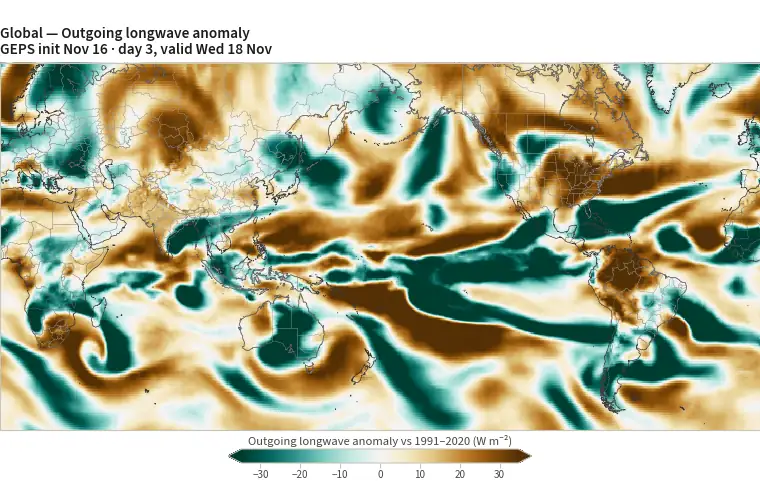 Global — Outgoing longwave anomaly
GEPS init Nov 16 · day 3, valid Wed 18 Nov
Outgoing longwave anomaly vs 1991–2020 (W m⁻²)
−30 −20 −10 0 10 20 30